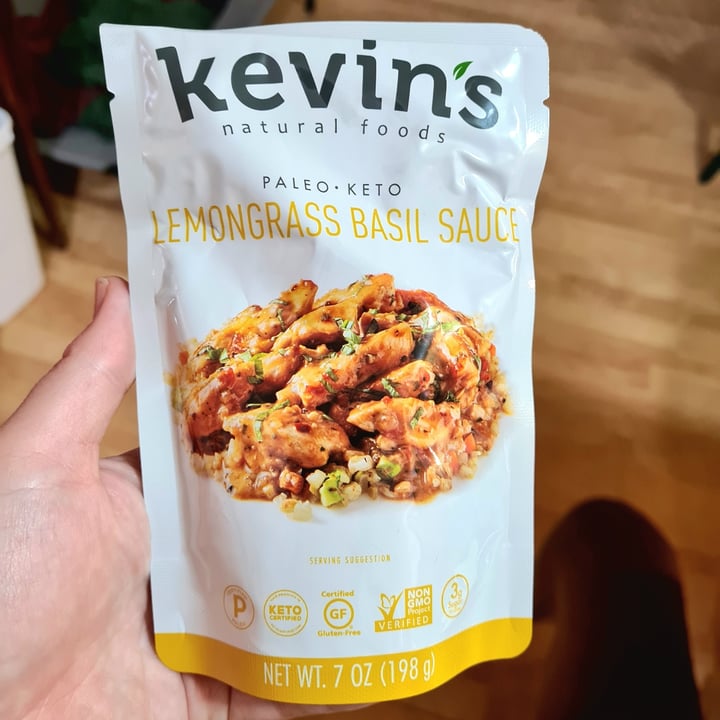 kevin's
natural foods
PALEO • KETO
LEMONGRASS BASIL SAUCE
SERVING SUGGESTION
P
KETO
CERTIFIED
Certified
GF
Gluten-Free
NON
GMO
Project
VERIFIED
3g
NET WT. 7 OZ (198 g)